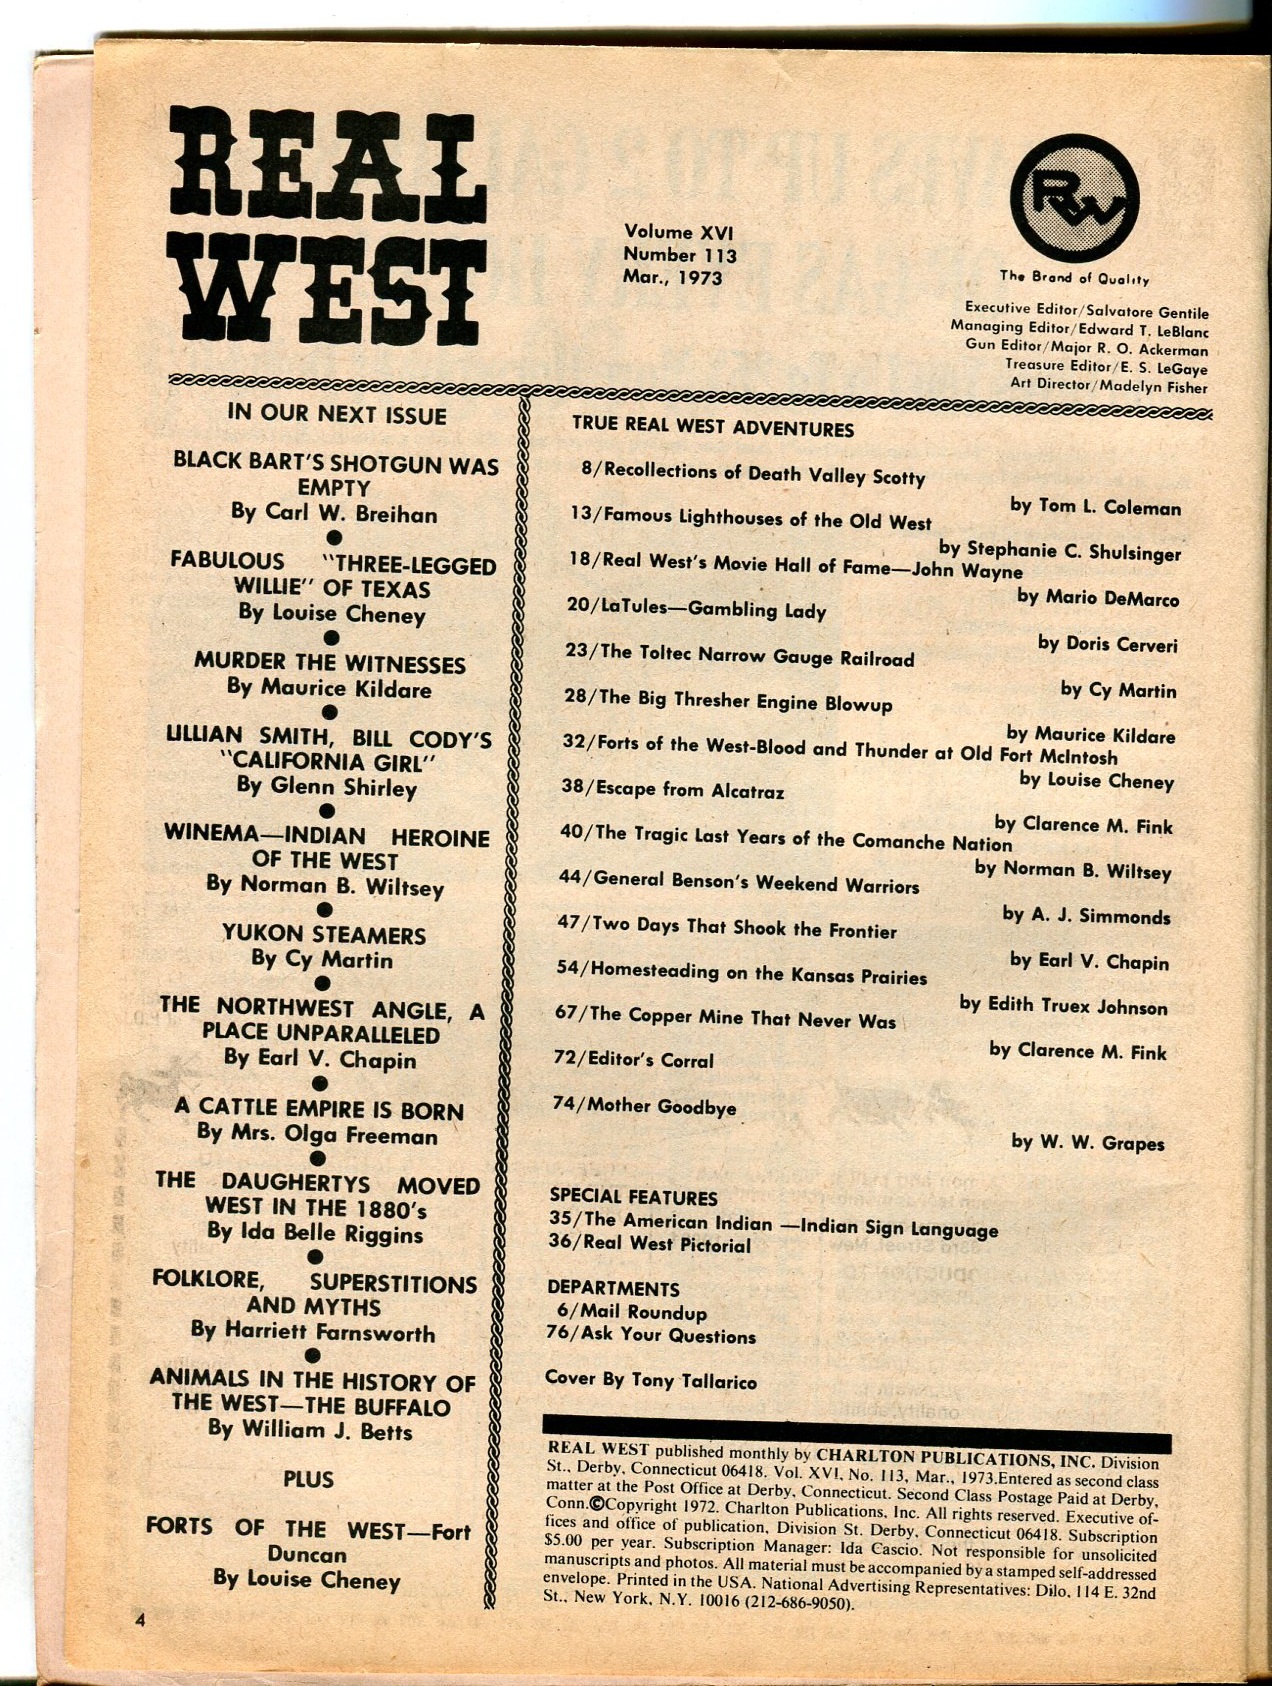 REAL
WEST
Volume XVI
Number 113
Mar., 1973
RW
The Brand of Quality
Executive Editor/Salvatore Gentile
Managing Editor/Edward T. LeBlanc
Gun Editor/Major R. O. Ackerman
Treasure Editor/E. S. LeGaye
Art Director/Madelyn Fisher
IN OUR NEXT ISSUE
BLACK BART'S SHOTGUN WAS
EMPTY
By Carl W. Breihan
FABULOUS "THREE-LEGGED
WILLIE" OF TEXAS
By Louise Cheney
MURDER THE WITNESSES
By Maurice Kildare
LILLIAN SMITH, BILL CODY'S
"CALIFORNIA GIRL"
By Glenn Shirley
WINEMA—INDIAN HEROINE
OF THE WEST
By Norman B. Wiltsey
YUKON STEAMERS
By Cy Martin
THE NORTHWEST ANGLE, A
PLACE UNPARALLELED
By Earl V. Chapin
A CATTLE EMPIRE IS BORN
By Mrs. Olga Freeman
THE DAUGHERTYS MOVED
WEST IN THE 1880's
By Ida Belle Riggins
FOLKLORE, SUPERSTITIONS
AND MYTHS
By Harriett Farnsworth
ANIMALS IN THE HISTORY OF
THE WEST—THE BUFFALO
By William J. Betts
PLUS
FORTS OF THE WEST—Fort
Duncan
By Louise Cheney
4
TRUE REAL WEST ADVENTURES
8/Recollections of Death Valley Scotty
by Tom L. Coleman
13/Famous Lighthouses of the Old West
by Stephanie C. Shulsinger
18/Real West's Movie Hall of Fame—John Wayne
by Mario DeMarco
20/LaTules—Gambling Lady
by Doris Cerveri
23/The Toltec Narrow Gauge Railroad
by Cy Martin
28/The Big Thresher Engine Blowup
by Maurice Kildare
32/Forts of the West-Blood and Thunder at Old Fort McIntosh
by Louise Cheney
38/Escape from Alcatraz
by Clarence M. Fink
40/The Tragic Last Years of the Comanche Nation
by Norman B. Wiltsey
44/General Benson's Weekend Warriors
by A. J. Simmonds
47/Two Days That Shook the Frontier
by Earl V. Chapin
54/Homesteading on the Kansas Prairies
by Edith Truex Johnson
67/The Copper Mine That Never Was
by Clarence M. Fink
72/Editor's Corral
74/Mother Goodbye
by W. W. Grapes
SPECIAL FEATURES
35/The American Indian —Indian Sign Language
36/Real West Pictorial
DEPARTMENTS
6/Mail Roundup
76/Ask Your Questions
Cover By Tony Tallarico
REAL WEST published monthly by CHARLTON PUBLICATIONS, INC. Division
St., Derby, Connecticut 06418. Vol. XVI, No. 113, Mar., 1973.Entered as second class
matter at the Post Office at Derby, Connecticut. Second Class Postage Paid at Derby,
Conn.©Copyright 1972. Charlton Publications, Inc. All rights reserved. Executive of-
fices and office of publication, Division St. Derby, Connecticut 06418. Subscription
$5.00 per year. Subscription Manager: Ida Cascio. Not responsible for unsolicited
manuscripts and photos. All material must be accompanied by a stamped self-addressed
envelope. Printed in the USA. National Advertising Representatives: Dilo, 114 E. 32nd
St., New York, N.Y. 10016 (212-686-9050).